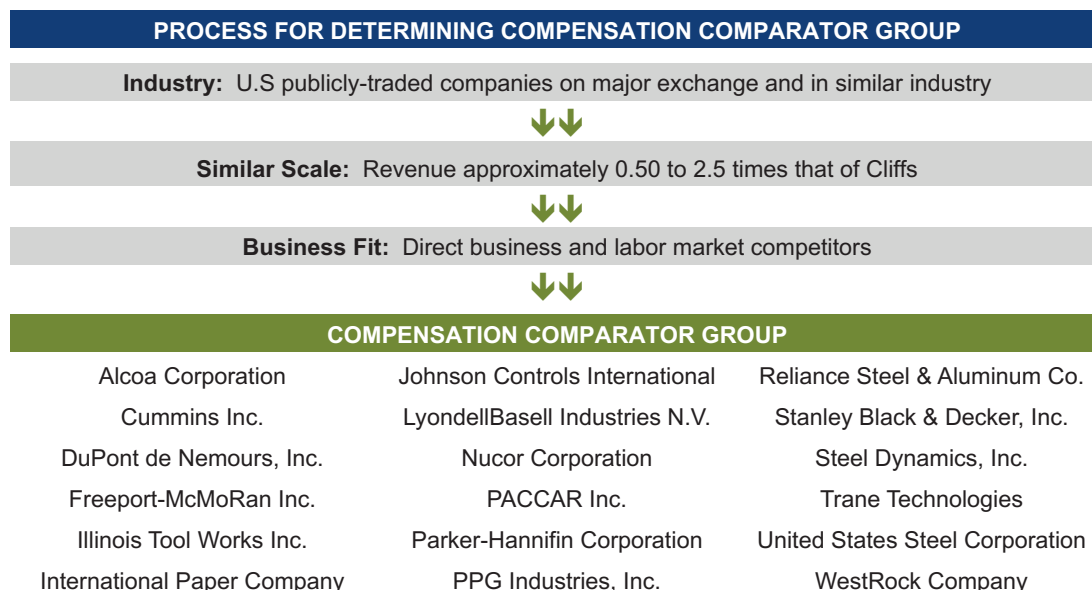 PROCESS FOR DETERMINING COMPENSATION COMPARATOR GROUP
Industry: U.S publicly-traded companies on major exchange and in similar industry
Similar Scale: Revenue approximately 0.50 to 2.5 times that of Cliffs
Business Fit: Direct business and labor market competitors
COMPENSATION COMPARATOR GROUP
Alcoa Corporation Johnson Controls International Reliance Steel & Aluminum Co.
Cummins Inc. LyondellBasell Industries N.V. Stanley Black & Decker, Inc.
DuPont de Nemours, Inc. Nucor Corporation Steel Dynamics, Inc.
Freeport-McMoRan Inc. PACCAR Inc. Trane Technologies
Illinois Tool Works Inc. Parker-Hannifin Corporation United States Steel Corporation
International Paper Company PPG Industries, Inc. WestRock Company